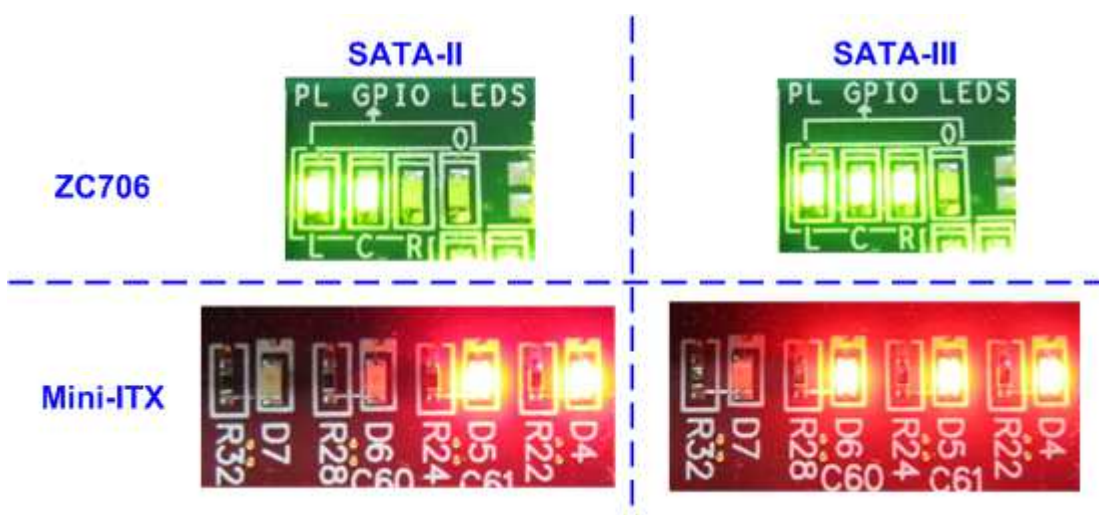 SATA-II
SATA-III
PL GPIO LEDS
0
L C R
PL GPIO LEDS
0
L C R
ZC706
Mini-ITX
R32 D7 R28 D6 R24 D5 R22 D4
C60 C61
R32 D7 R28 D6 R24 D5 R22 D4
C60 C61